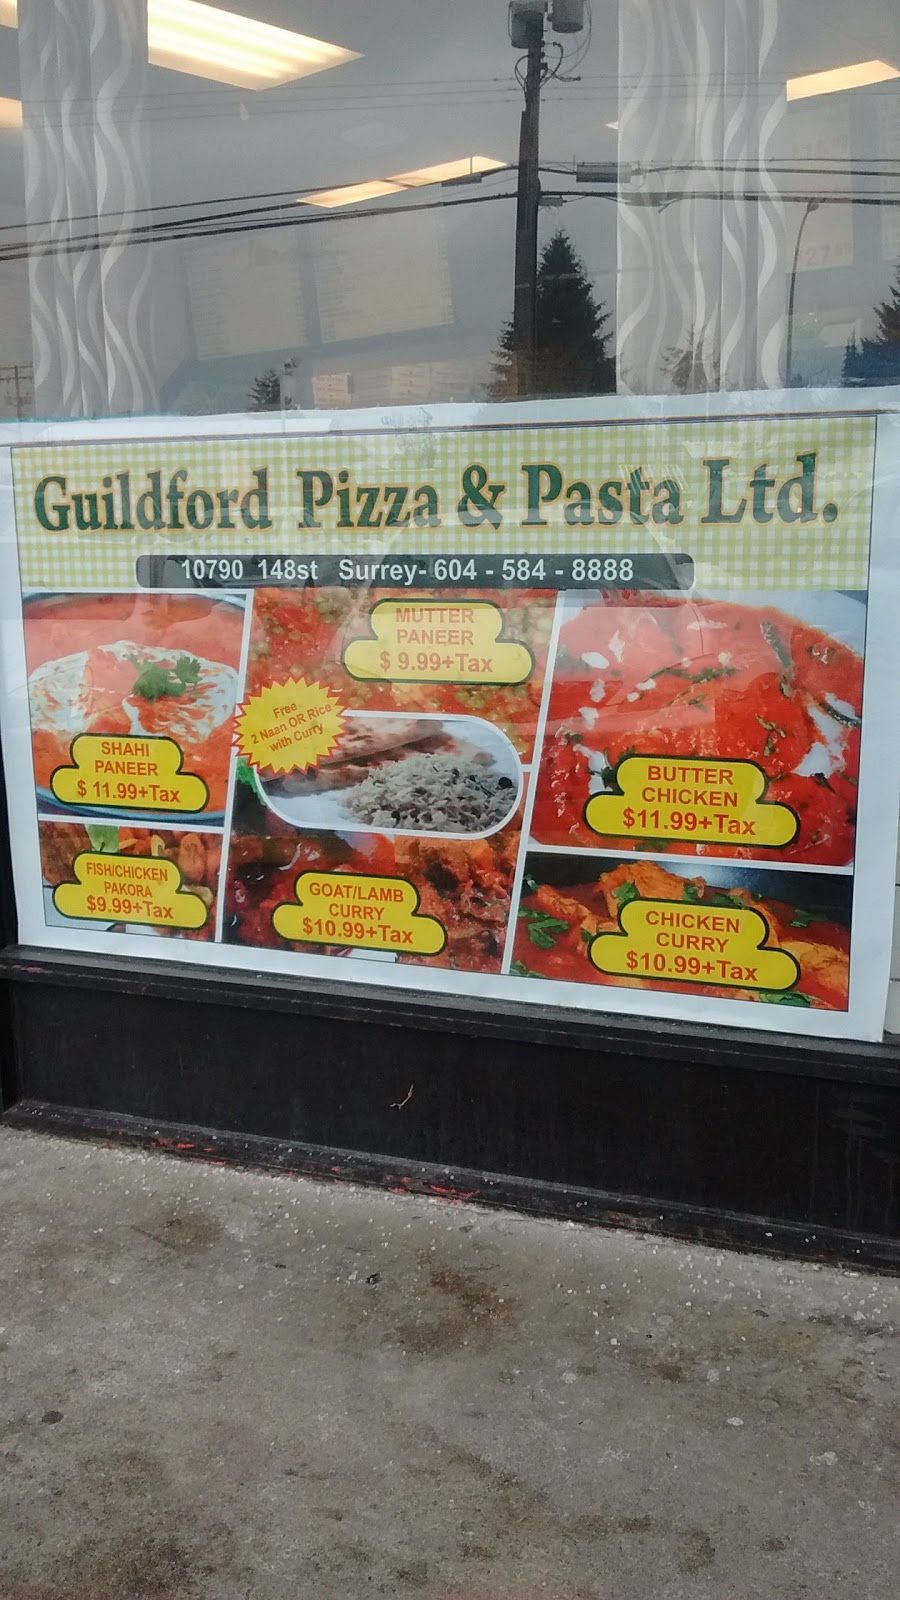 Guildford Pizza & Pasta Ltd.
10790 148st Surrey- 604 - 584 - 8888
MUTTER
PANEER
$ 9.99+Tax
Free
2 Naan OR Rice
with Curry
SHAHI
PANEER
$ 11.99+Tax
BUTTER
CHICKEN
$11.99+Tax
FISH/CHICKEN
PAKORA
$9.99+Tax
GOAT/LAMB
CURRY
$10.99+Tax
CHICKEN
CURRY
$10.99+Tax